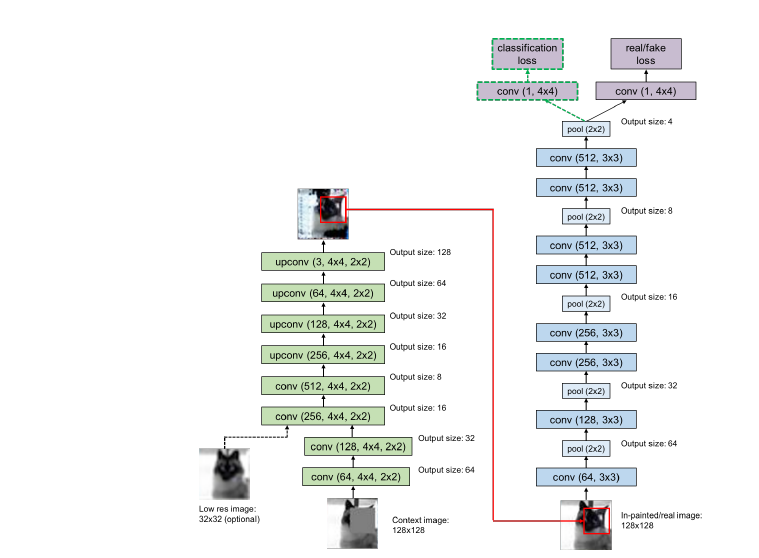 classification
loss
real/fake
loss
conv (1, 4x4)
conv (1, 4x4)
pool (2x2)
Output size: 4
conv (512, 3x3)
conv (512, 3x3)
pool (2x2)
Output size: 8
conv (512, 3x3)
conv (512, 3x3)
pool (2x2)
Output size: 16
conv (256, 3x3)
conv (256, 3x3)
pool (2x2)
Output size: 32
conv (128, 3x3)
pool (2x2)
Output size: 64
conv (64, 3x3)
In-painted/real image:
128x128
upconv (3, 4x4, 2x2)
Output size: 128
upconv (64, 4x4, 2x2)
Output size: 64
upconv (128, 4x4, 2x2)
Output size: 32
upconv (256, 4x4, 2x2)
Output size: 16
conv (512, 4x4, 2x2)
Output size: 8
conv (256, 4x4, 2x2)
Output size: 16
conv (128, 4x4, 2x2)
Output size: 32
conv (64, 4x4, 2x2)
Output size: 64
Low res image:
32x32 (optional)
Context image:
128x128